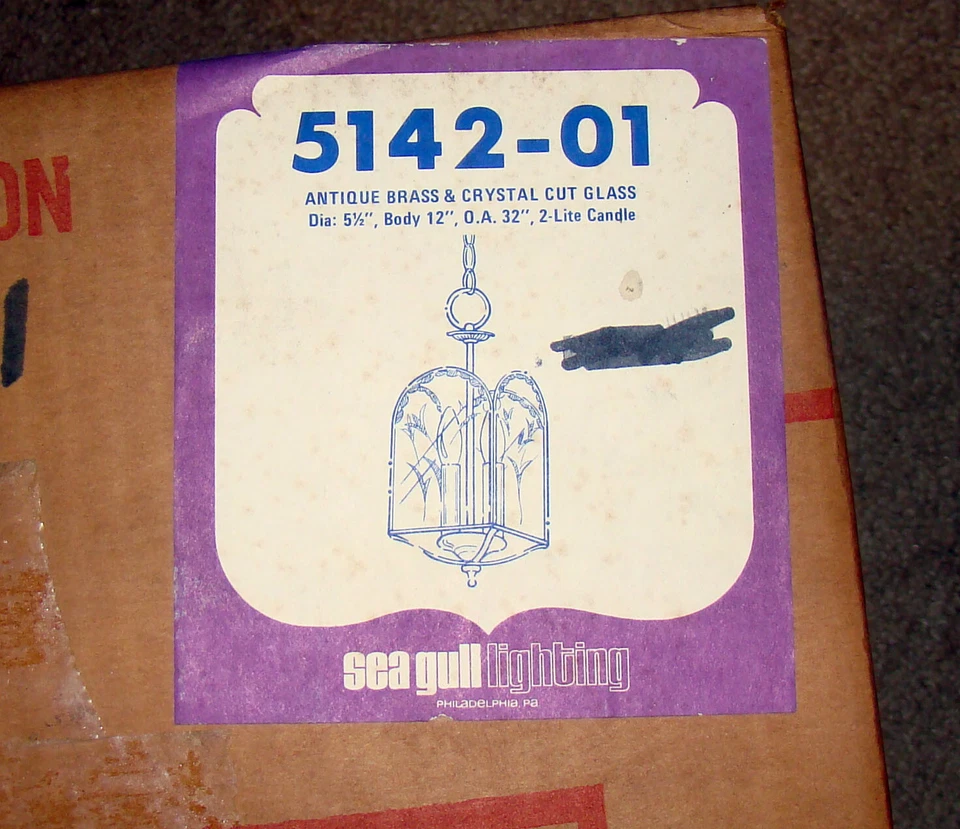 5142-01
ANTIQUE BRASS & CRYSTAL CUT GLASS
Dia: 5½", Body 12", O.A. 32", 2-Lite Candle
ON
sea gull lighting
PHILADELPHIA, PA